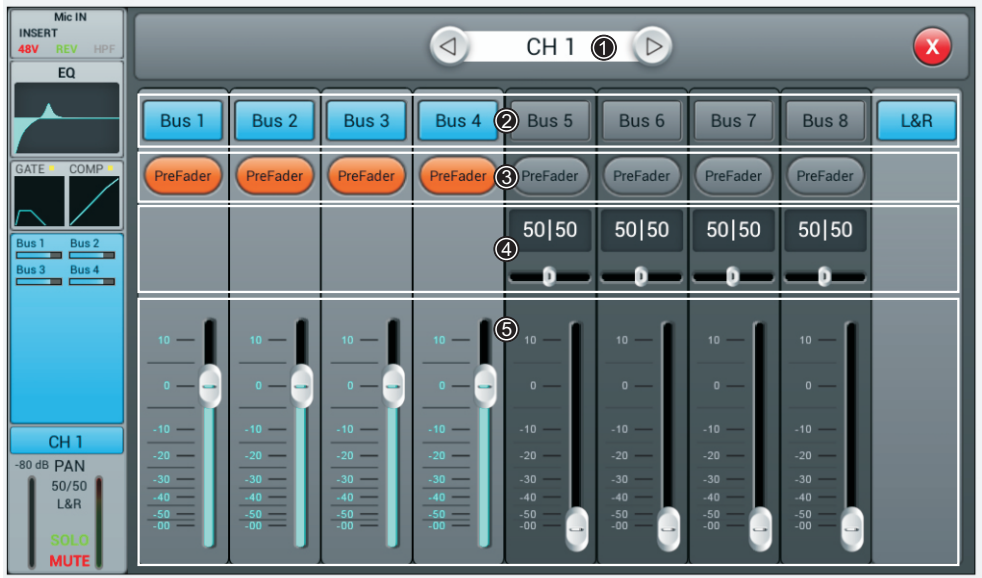 Mic IN
INSERT
48V REV HPF
EQ
GATE COMP
Bus 1 Bus 2
Bus 3 Bus 4
CH 1
-80 dB PAN
50/50
L&R
SOLO
MUTE
CH 1 ①
X
Bus 1 Bus 2 Bus 3 Bus 4 ② Bus 5 Bus 6 Bus 7 Bus 8 L&R
PreFader PreFader PreFader PreFader ③ PreFader PreFader PreFader PreFader
④ 50|50 50|50 50|50 50|50
⑤
10 10 10 10 10 10 10 10
0 0 0 0 0 0 0 0
-10 -10 -10 -10 -10 -10 -10 -10
-20 -20 -20 -20 -20 -20 -20 -20
-30 -30 -30 -30 -30 -30 -30 -30
-40 -40 -40 -40 -40 -40 -40 -40
-50 -50 -50 -50 -50 -50 -50 -50
-00 -00 -00 -00 -00 -00 -00 -00